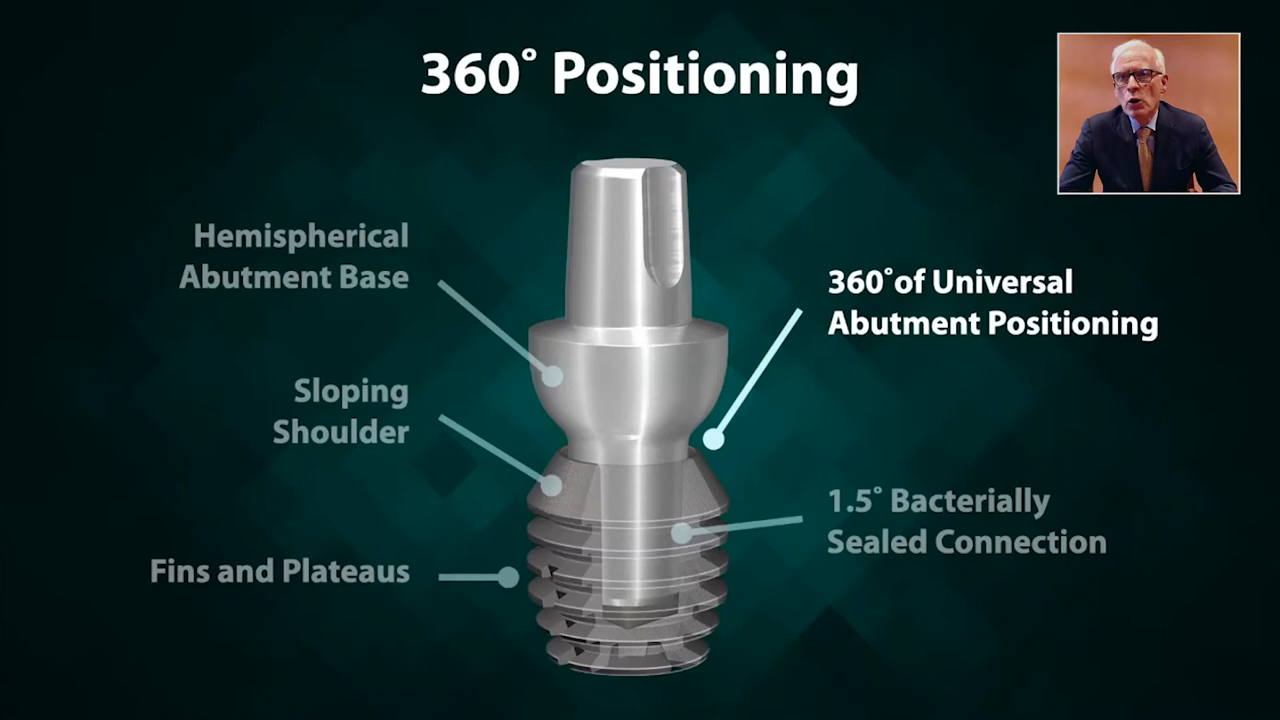 360° Positioning
Hemispherical
Abutment Base
360°of Universal
Abutment Positioning
Sloping
Shoulder
1.5° Bacterially
Sealed Connection
Fins and Plateaus